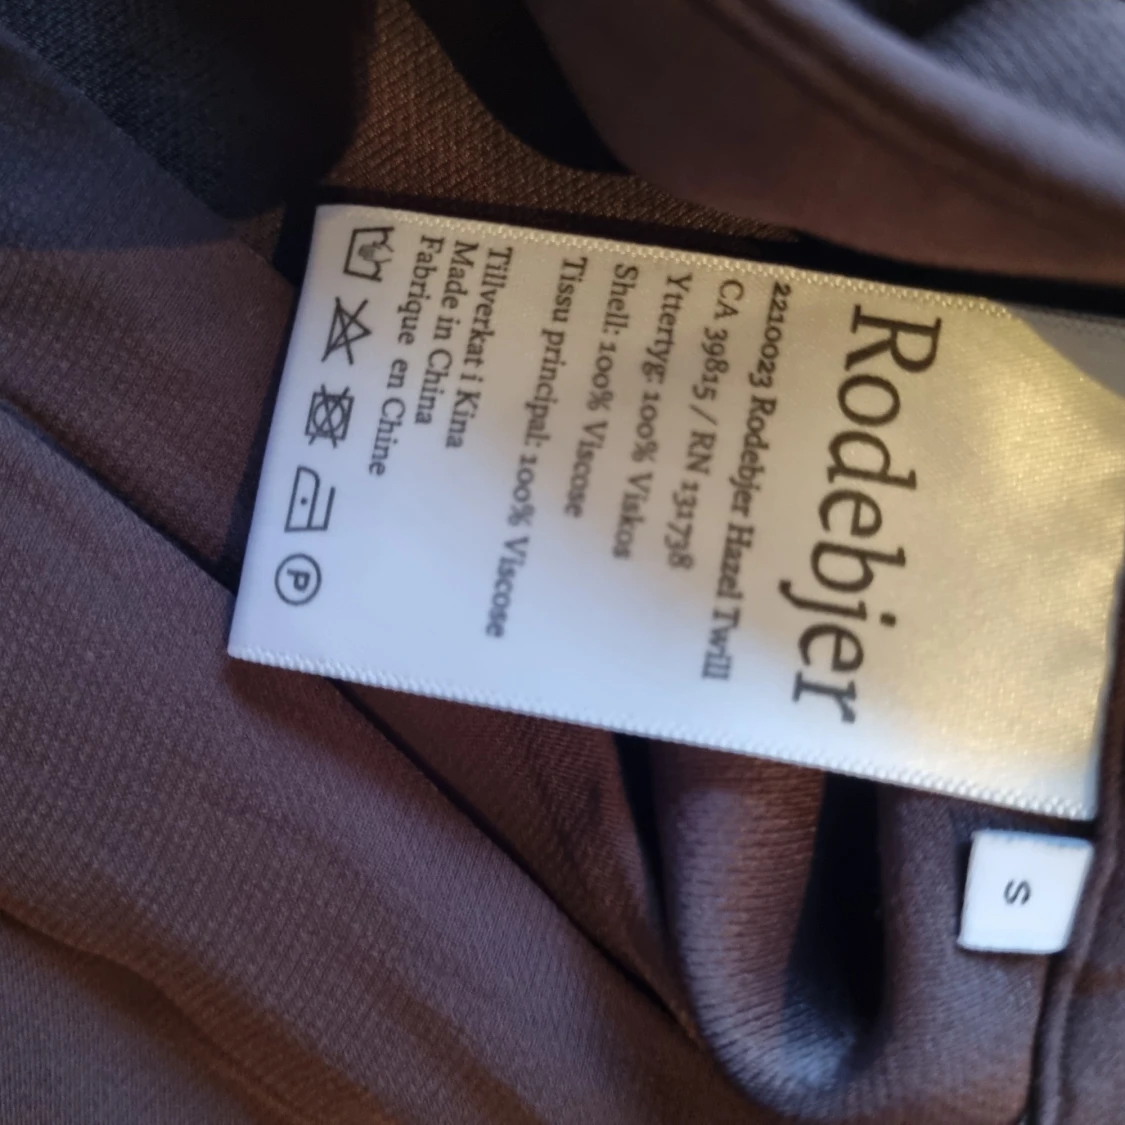 Rodebjer
2210023 Rodebjer Hazel Twill
CA 39815 / RN 131738
Yttertyg: 100% Viskos
Shell: 100% Viscose
Tissu principal: 100% Viscose
Tillverkat i Kina
Made in China
Fabrique en Chine
P
S